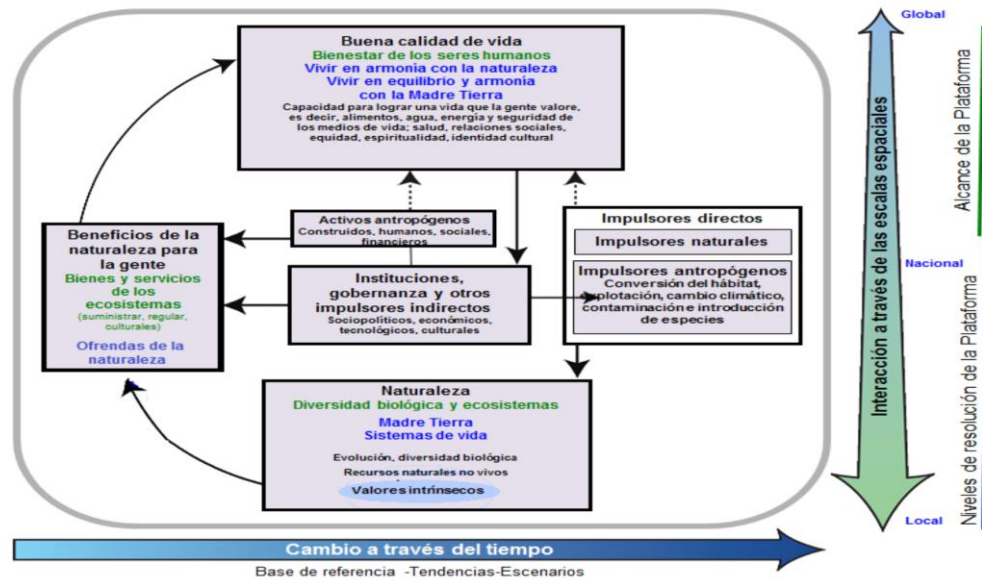 Buena calidad de vida
Bienestar de los seres humanos
Vivir en armonía con la naturaleza
Vivir en equilibrio y armonía
con la Madre Tierra
Capacidad para lograr una vida que la gente valore,
es decir, alimentos, agua, energía y seguridad de
los medios de vida; salud, relaciones sociales,
equidad, espiritualidad, identidad cultural
Activos antropógenos
Construidos, humanos, sociales,
financieros
Beneficios de la
naturaleza para
la gente
Bienes y servicios
de los
ecosistemas
(suministrar, regular,
culturales)
Ofrendas de la
naturaleza
Instituciones,
gobernanza y otros
impulsores indirectos
Sociopolíticos, económicos,
tecnológicos, culturales
Impulsores directos
Impulsores naturales
Impulsores antropógenos
Conversión del hábitat,
explotación, cambio climático,
contaminación e introducción
de especies
Naturaleza
Diversidad biológica y ecosistemas
Madre Tierra
Sistemas de vida
Evolución, diversidad biológica
Recursos naturales no vivos
Valores intrínsecos
Cambio a través del tiempo
Base de referencia -Tendencias-Escenarios
Global
Nacional
Local
Interacción a través de las escalas espaciales
Alcance de la Plataforma
Niveles de resolución de la Plataforma